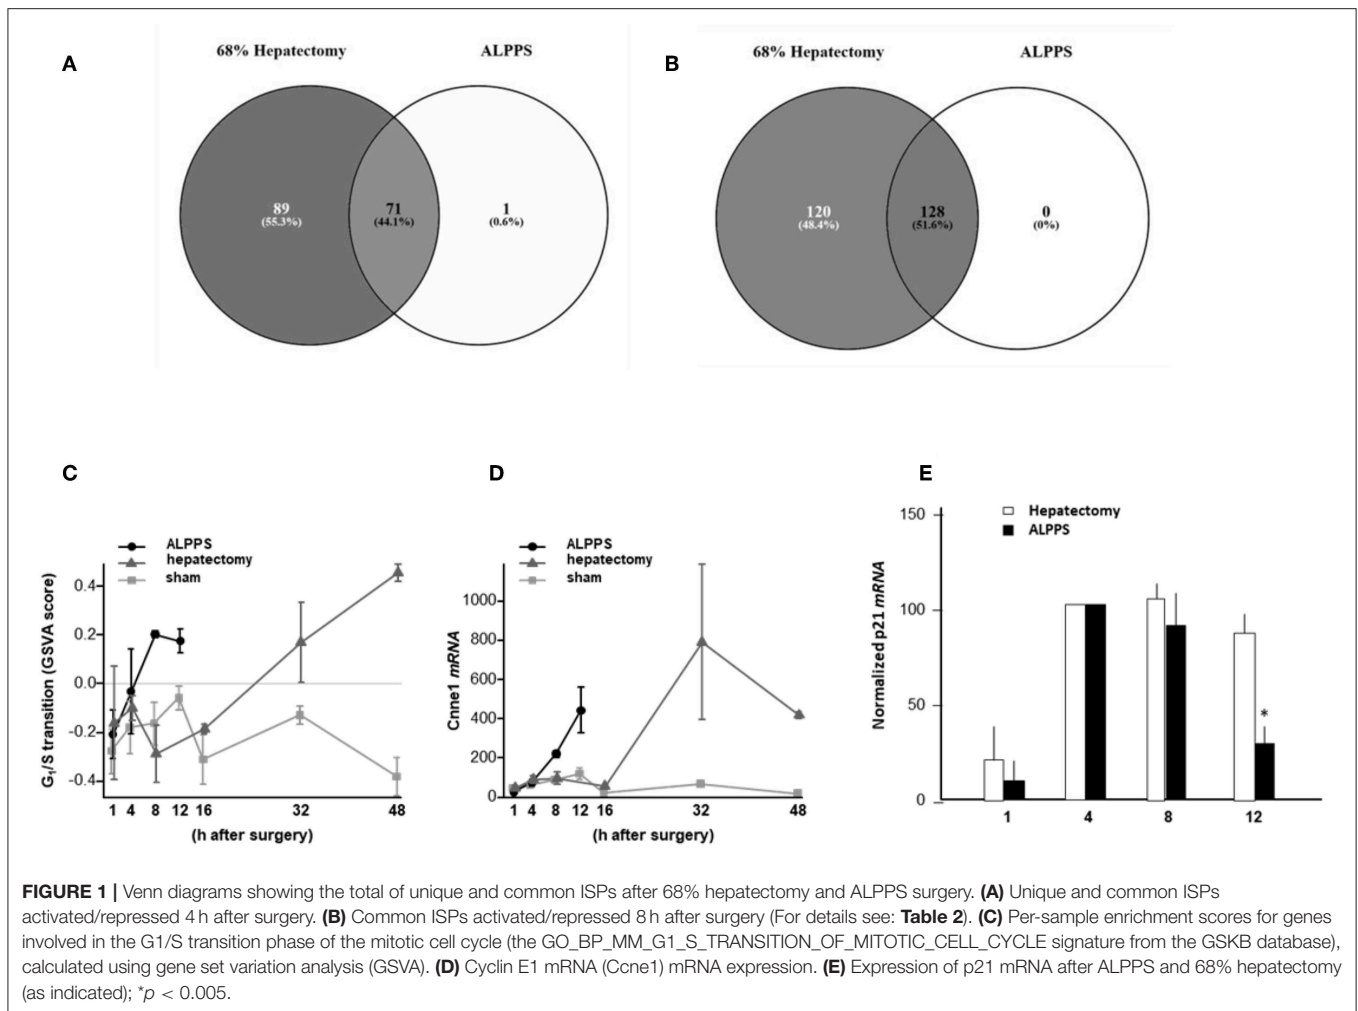 A
68% Hepatectomy
ALPPS
89
(55.3%)
71
(44.1%)
1
(0.6%)
B
68% Hepatectomy
ALPPS
120
(48.4%)
128
(51.6%)
0
(0%)
C
ALPPS
hepatectomy
sham
G1/S transition (GSVA score)
0.4
0.2
0.0
-0.2
-0.4
1 4 8 12 16 32 48
(h after surgery)
D
ALPPS
hepatectomy
sham
Cnne1 mRNA
1000
800
600
400
200
0
1 4 8 12 16 32 48
(h after surgery)
E
Hepatectomy
ALPPS
Normalized p21 mRNA
150
100
50
0
*
1 4 8 12
FIGURE 1 | Venn diagrams showing the total of unique and common ISPs after 68% hepatectomy and ALPPS surgery. (A) Unique and common ISPs
activated/repressed 4 h after surgery. (B) Common ISPs activated/repressed 8 h after surgery (For details see: Table 2). (C) Per-sample enrichment scores for genes
involved in the G1/S transition phase of the mitotic cell cycle (the GO_BP_MM_G1_S_TRANSITION_OF_MITOTIC_CELL_CYCLE signature from the GSKB database),
calculated using gene set variation analysis (GSVA). (D) Cyclin E1 mRNA (Ccne1) mRNA expression. (E) Expression of p21 mRNA after ALPPS and 68% hepatectomy
(as indicated); *p < 0.005.